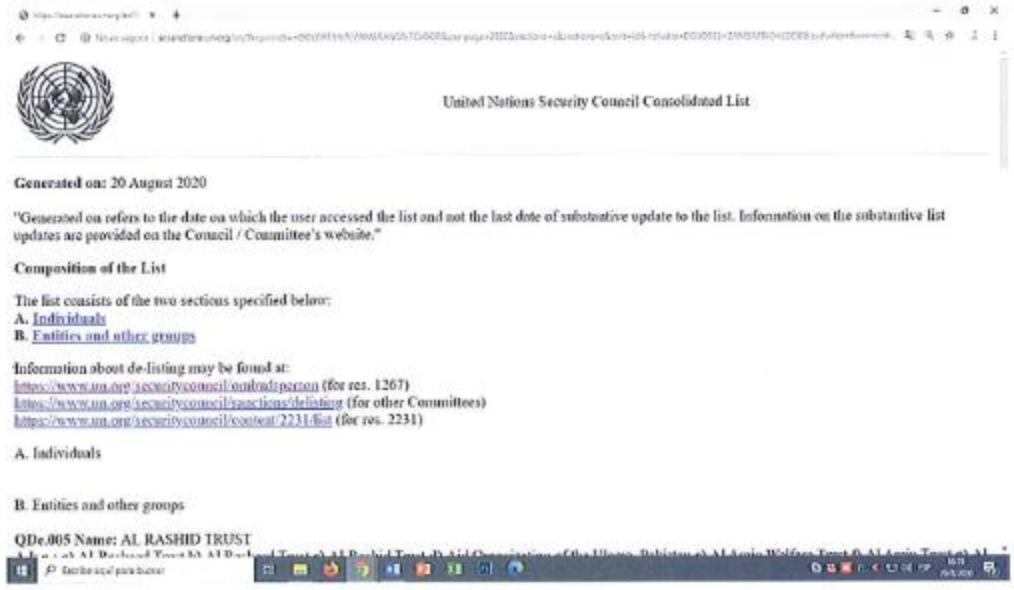 United Nations Security Council Consolidated List
Generated on: 20 August 2020
"Generated on refers to the date on which the user accessed the list and not the last date of substantive update to the list. Information on the substantive list
updates are provided on the Council / Committee's website."
Composition of the List
The list consists of the two sections specified below:
A. Individuals
B. Entities and other groups
Information about de-listing may be found at:
https://www.un.org/securitycouncil/ombudsperson (for res. 1267)
https://www.un.org/securitycouncil/sanctions/delisting (for other Committees)
https://www.un.org/securitycouncil/content/2231/list (for res. 2231)
A. Individuals
B. Entities and other groups
QDe.005 Name: AL RASHID TRUST
Escribe aquí para buscar